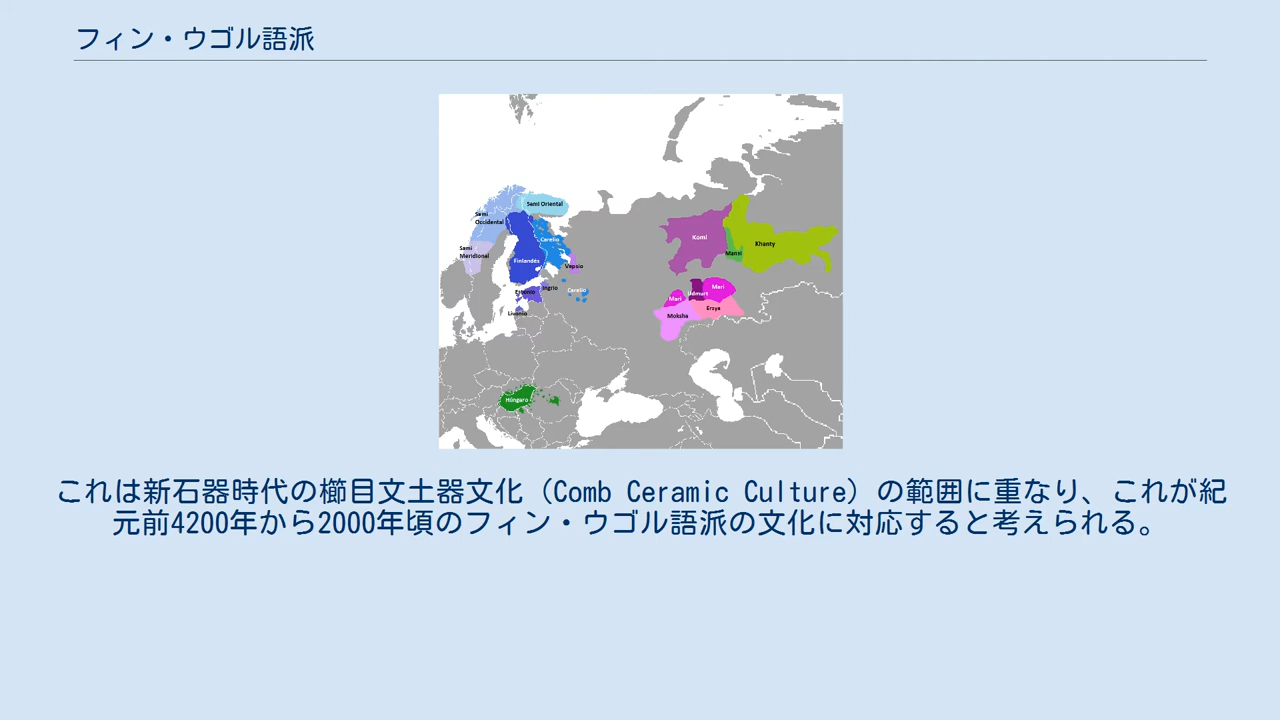 フィン・ウゴル語派
Sami Oriental
Sami
Occidental
Carelio
Sami
Meridional
Finlandés
Vepsio
Estonio
Ingrio
Carelio
Livonio
Komi
Khanty
Mansi
Mari
Udmurt
Mari
Erzya
Moksha
Húngaro
これは新石器時代の櫛目文土器文化（Comb Ceramic Culture）の範囲に重なり、これが紀
元前4200年から2000年頃のフィン・ウゴル語派の文化に対応すると考えられる。